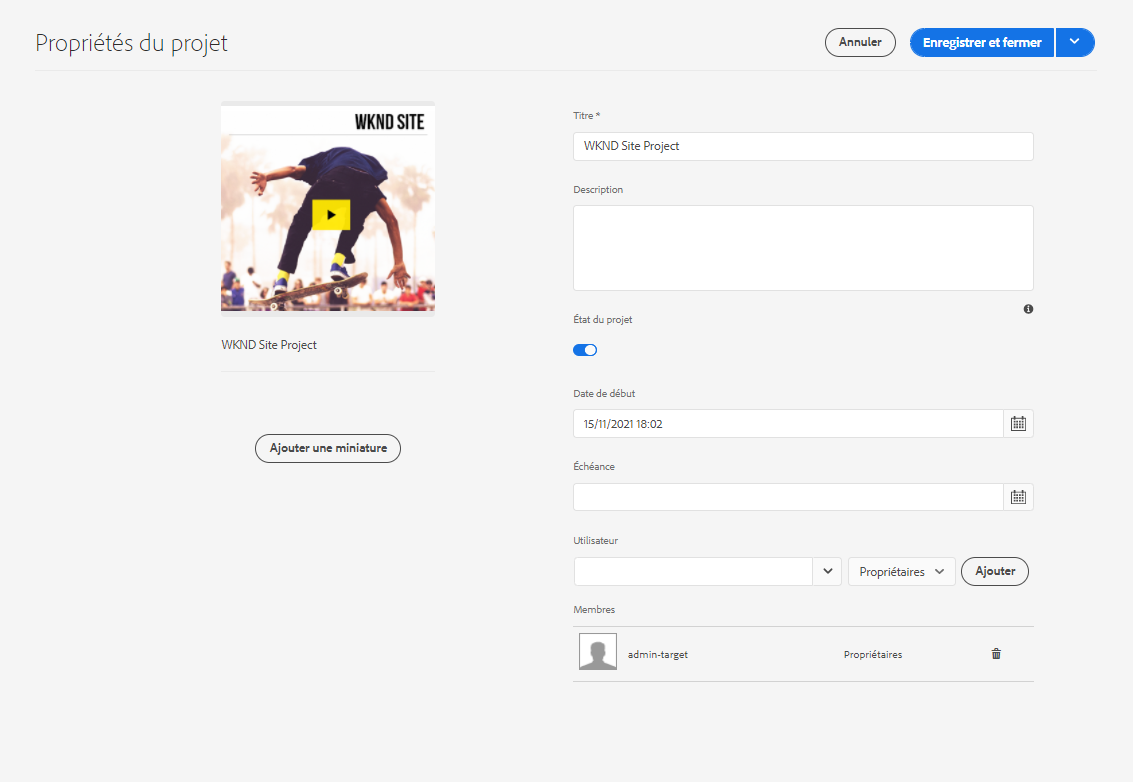 Propriétés du projet
Annuler
Enregistrer et fermer
WKND SITE
WKND Site Project
Ajouter une miniature
Titre *
WKND Site Project
Description
État du projet
Date de début
15/11/2021 18:02
Échéance
Utilisateur
Propriétaires
Ajouter
Membres
admin-target
Propriétaires